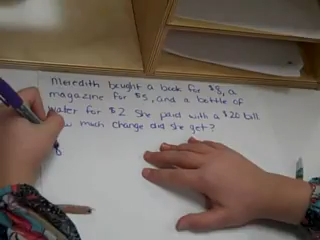 Meredith bought a book for $8, a
magazine for $5, and a bottle of
water for $2. She paid with a $20 bill.
much change did she get?
8